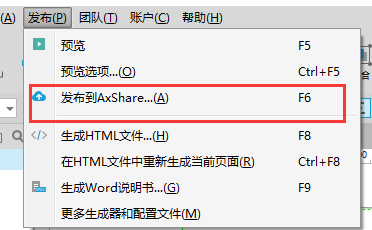 (A) 发布(P) 团队(T) 账户(C) 帮助(H)
预览 F5
预览选项...(O) Ctrl+F5
发布到AxShare...(A) F6
生成HTML文件...(H) F8
在HTML文件中重新生成当前页面(R) Ctrl+F8
生成Word说明书...(G) F9
更多生成器和配置文件(M)